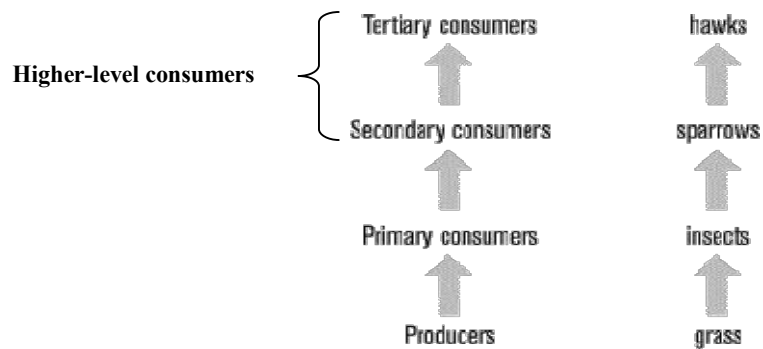 Tertiary consumers hawks
Higher-level consumers
Secondary consumers sparrows
Primary consumers insects
Producers grass